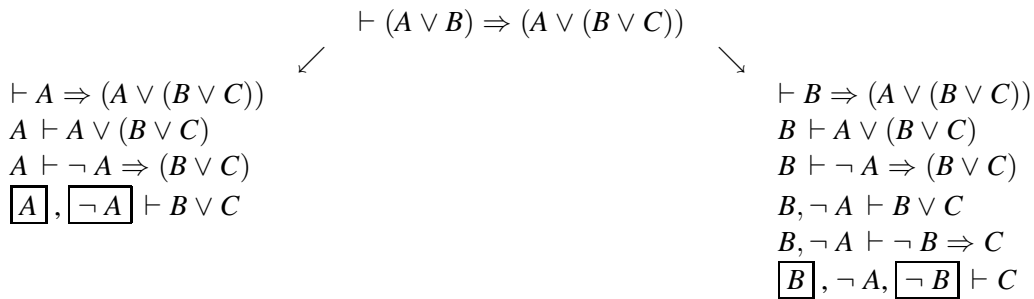 ⊢ (A ∨ B) ⇒ (A ∨ (B ∨ C))
⊢ A ⇒ (A ∨ (B ∨ C))
A ⊢ A ∨ (B ∨ C)
A ⊢ ¬ A ⇒ (B ∨ C)
A , ¬ A ⊢ B ∨ C
⊢ B ⇒ (A ∨ (B ∨ C))
B ⊢ A ∨ (B ∨ C)
B ⊢ ¬ A ⇒ (B ∨ C)
B, ¬ A ⊢ B ∨ C
B, ¬ A ⊢ ¬ B ⇒ C
B , ¬ A, ¬ B ⊢ C